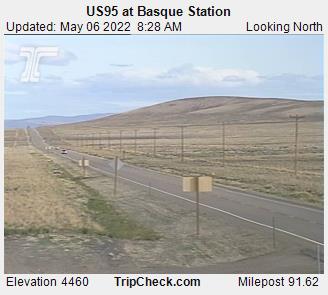 US95 at Basque Station
Updated: May 06 2022 8:28 AM Looking North
Elevation 4460 TripCheck.com Milepost 91.62